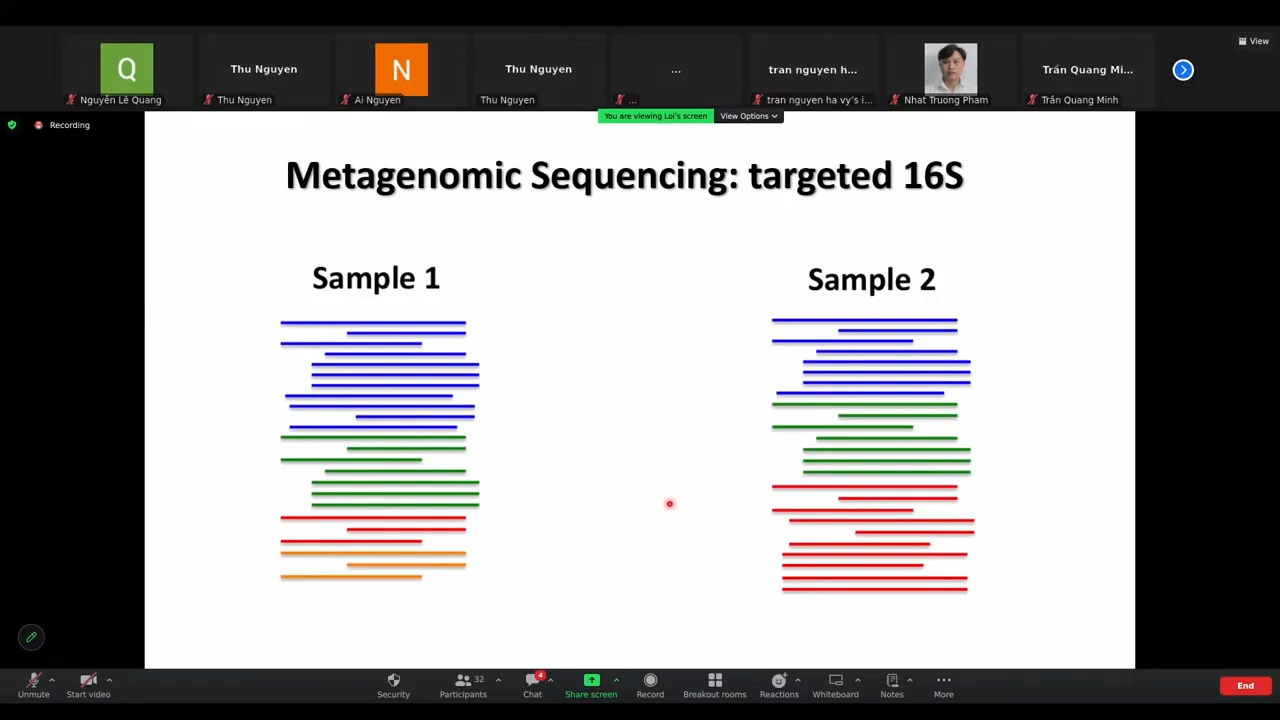 View
Q
Thu Nguyen
N
Thu Nguyen
...
tran nguyen h...
Trần Quang Mi...
Nguyễn Lê Quang
Thu Nguyen
Ai Nguyen
Thu Nguyen
...
tran nguyen ha vy's i...
Nhat Truong Pham
Trần Quang Minh
You are viewing Loi's screen
View Options
Recording
Metagenomic Sequencing: targeted 16S
Sample 1
Sample 2
Unmute
Start video
Security
Participants
32
Chat
4
Share screen
Record
Breakout rooms
Reactions
Whiteboard
Notes
More
End